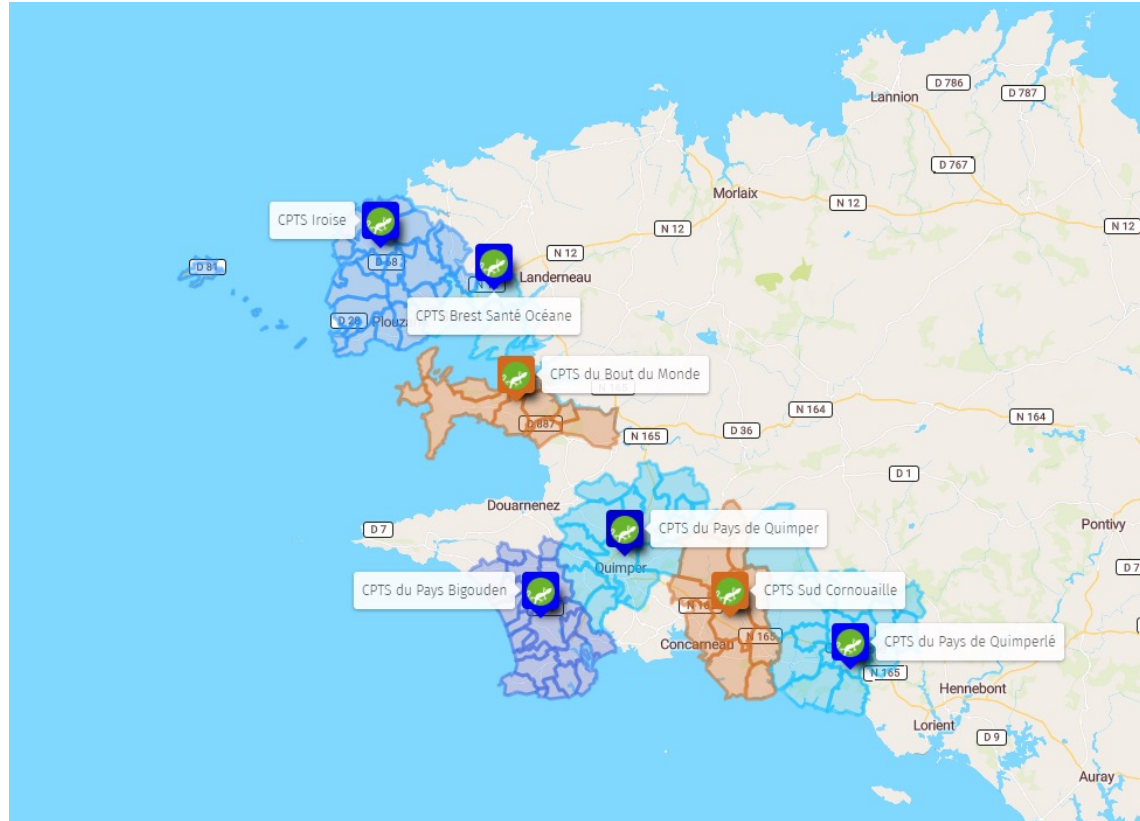 D 786
D 787
Lannion
D 767
Morlaix
N 12
N 12
N 12
CPTS Iroise
N 12
D 68
D 81
Landerneau
CPTS Brest Santé Océane
D 28
CPTS du Bout du Monde
N 165
N 164
N 164
D 887
N 165
D 36
D 1
Douarnenez
Pontivy
D 7
CPTS du Pays de Quimper
Quimper
CPTS du Pays Bigouden
CPTS Sud Cornouaille
Concarneau
N 165
CPTS du Pays de Quimperlé
N 165
Hennebont
Lorient
D 9
Auray